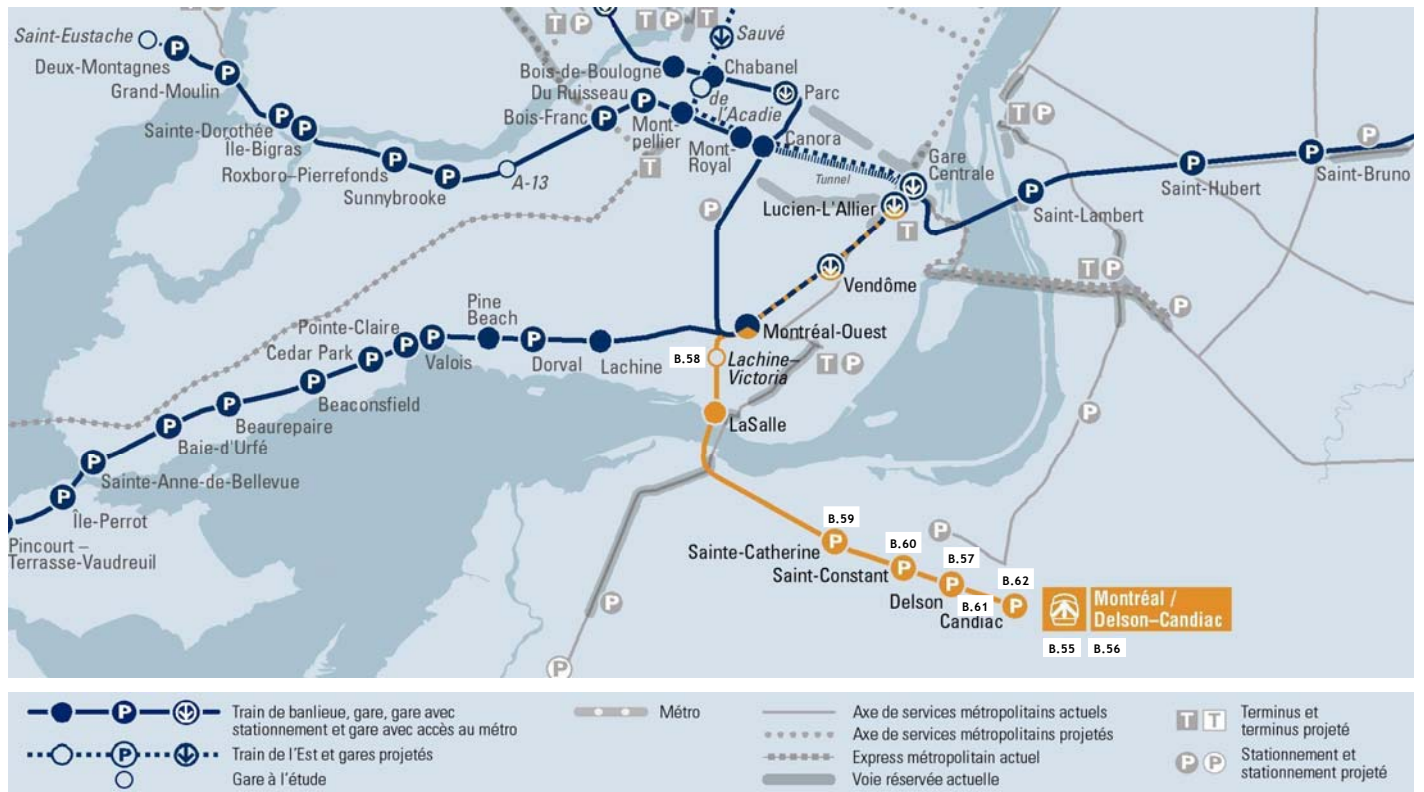 T P
T P
T
Saint-Eustache
Sauvé
P
Deux-Montagnes
P
Grand-Moulin
Bois-de-Boulogne
Chabanel
Du Ruisseau
P
de
l'Acadie
Parc
P
Bois-Franc
Mont-
pellier
P
Sainte-Dorothée
P
Île-Bigras
Mont-
Royal
Canora
T P
P
P
Roxboro–Pierrefonds
P
Sunnybrooke
A-13
T
Tunnel
Gare
Centrale
P
Saint-Hubert
P
Saint-Bruno
P
Lucien-L'Allier
T
P
Saint-Lambert
Vendôme
T P
P
Pine
Beach
Pointe-Claire
P
P
Valois
P
Dorval
Lachine
Montréal-Ouest
Cedar Park
P
B.58
Lachine–
Victoria
T P
P
Beaconsfield
P
Beaurepaire
P
Baie-d'Urfé
LaSalle
P
P
Sainte-Anne-de-Bellevue
P
Île-Perrot
Pincourt –
Terrasse-Vaudreuil
B.59
P
Sainte-Catherine
B.60
P
Saint-Constant
P
B.57
P
Delson
B.61
B.62
P
Candiac
P
P
Montréal /
Delson–Candiac
B.55 B.56
P
Train de banlieue, gare, gare avec
stationnement et gare avec accès au métro
P
Train de l'Est et gares projetés
Gare à l'étude
Métro
Axe de services métropolitains actuels
Axe de services métropolitains projetés
Express métropolitain actuel
Voie réservée actuelle
T T
Terminus et
terminus projeté
P P
Stationnement et
stationnement projeté